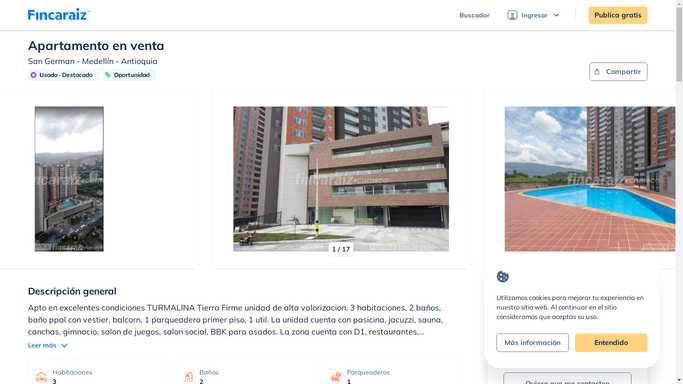 Fincaraiz
Buscador
Ingresar
Publica gratis
Apartamento en venta
San German - Medellín - Antioquia
Usado - Destacado
Oportunidad
Compartir
fincaraiz
fincaraiz
fincaraiz
1 / 17
Descripción general
Apto en excelentes condiciones TURMALINA Tierra Firme unidad de alta valorizacion. 3 habitaciones, 2 baños,
baño ppal con vestier, balcorn, 1 parqueadero primer piso, 1 util. La unidad cuenta con pasicina, jacuzzi, sauna,
canchas, gimnacio, salon de juegos, salon social, BBK para asados. La zona cuenta con D1, restaurantes,...
Leer más
Habitaciones
3
Baños
2
Parqueaderos
1
Utilizamos cookies para mejorar tu experiencia en
nuestro sitio web. Al continuar en el sitio
consideramos que aceptas su uso.
Más información
Entendido
Quiero que me contacten